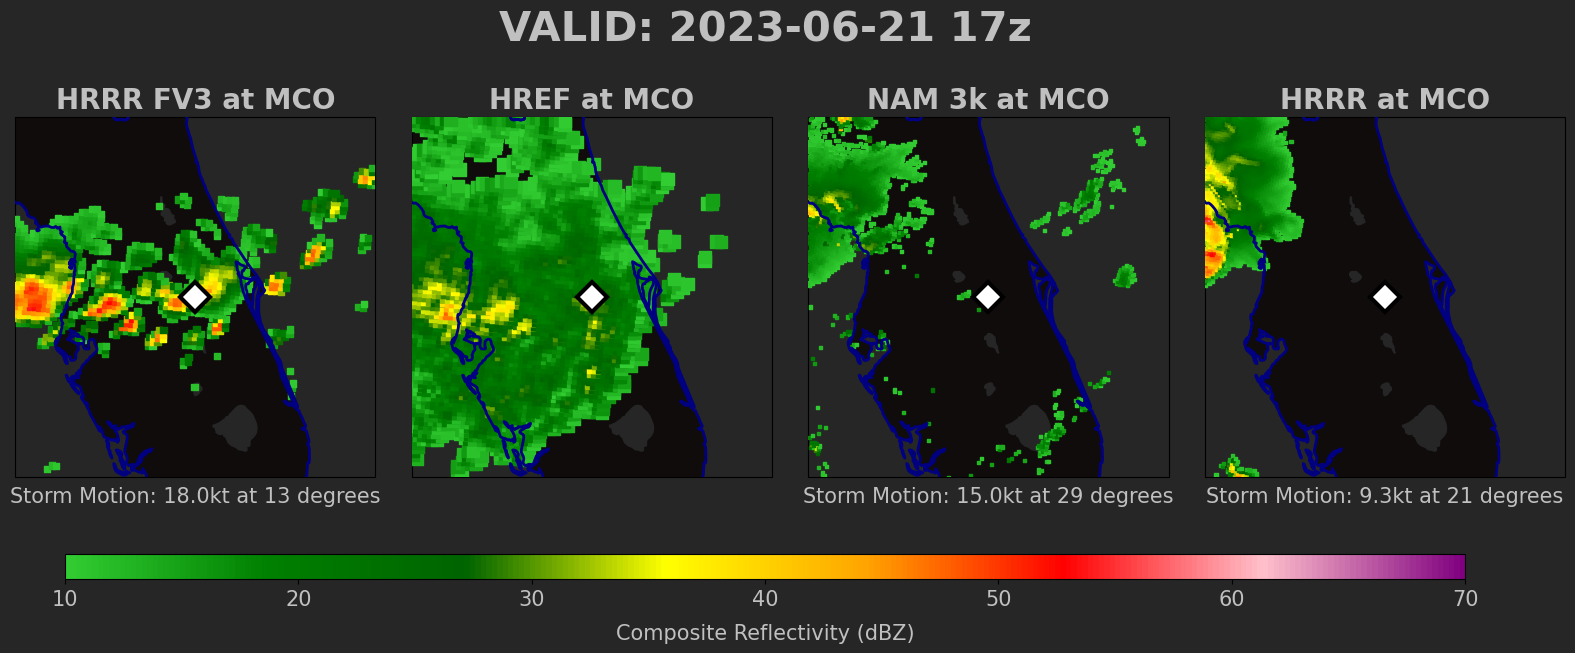 VALID: 2023-06-21 17z
HRRR FV3 at MCO
HREF at MCO
NAM 3k at MCO
HRRR at MCO
Storm Motion: 18.0kt at 13 degrees
Storm Motion: 15.0kt at 29 degrees
Storm Motion: 9.3kt at 21 degrees
10 20 30 40 50 60 70
Composite Reflectivity (dBZ)